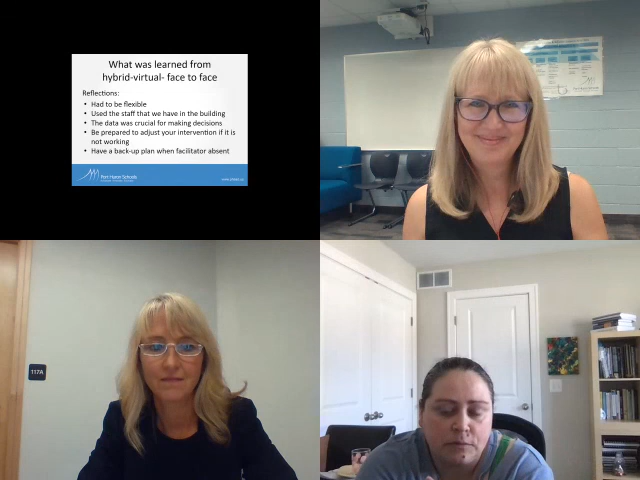 What was learned from
hybrid-virtual- face to face
Reflections:
• Had to be flexible
• Used the staff that we have in the building
• The data was crucial for making decisions
• Be prepared to adjust your intervention if it is
not working
• Have a back-up plan when facilitator absent
Port Huron Schools
117A